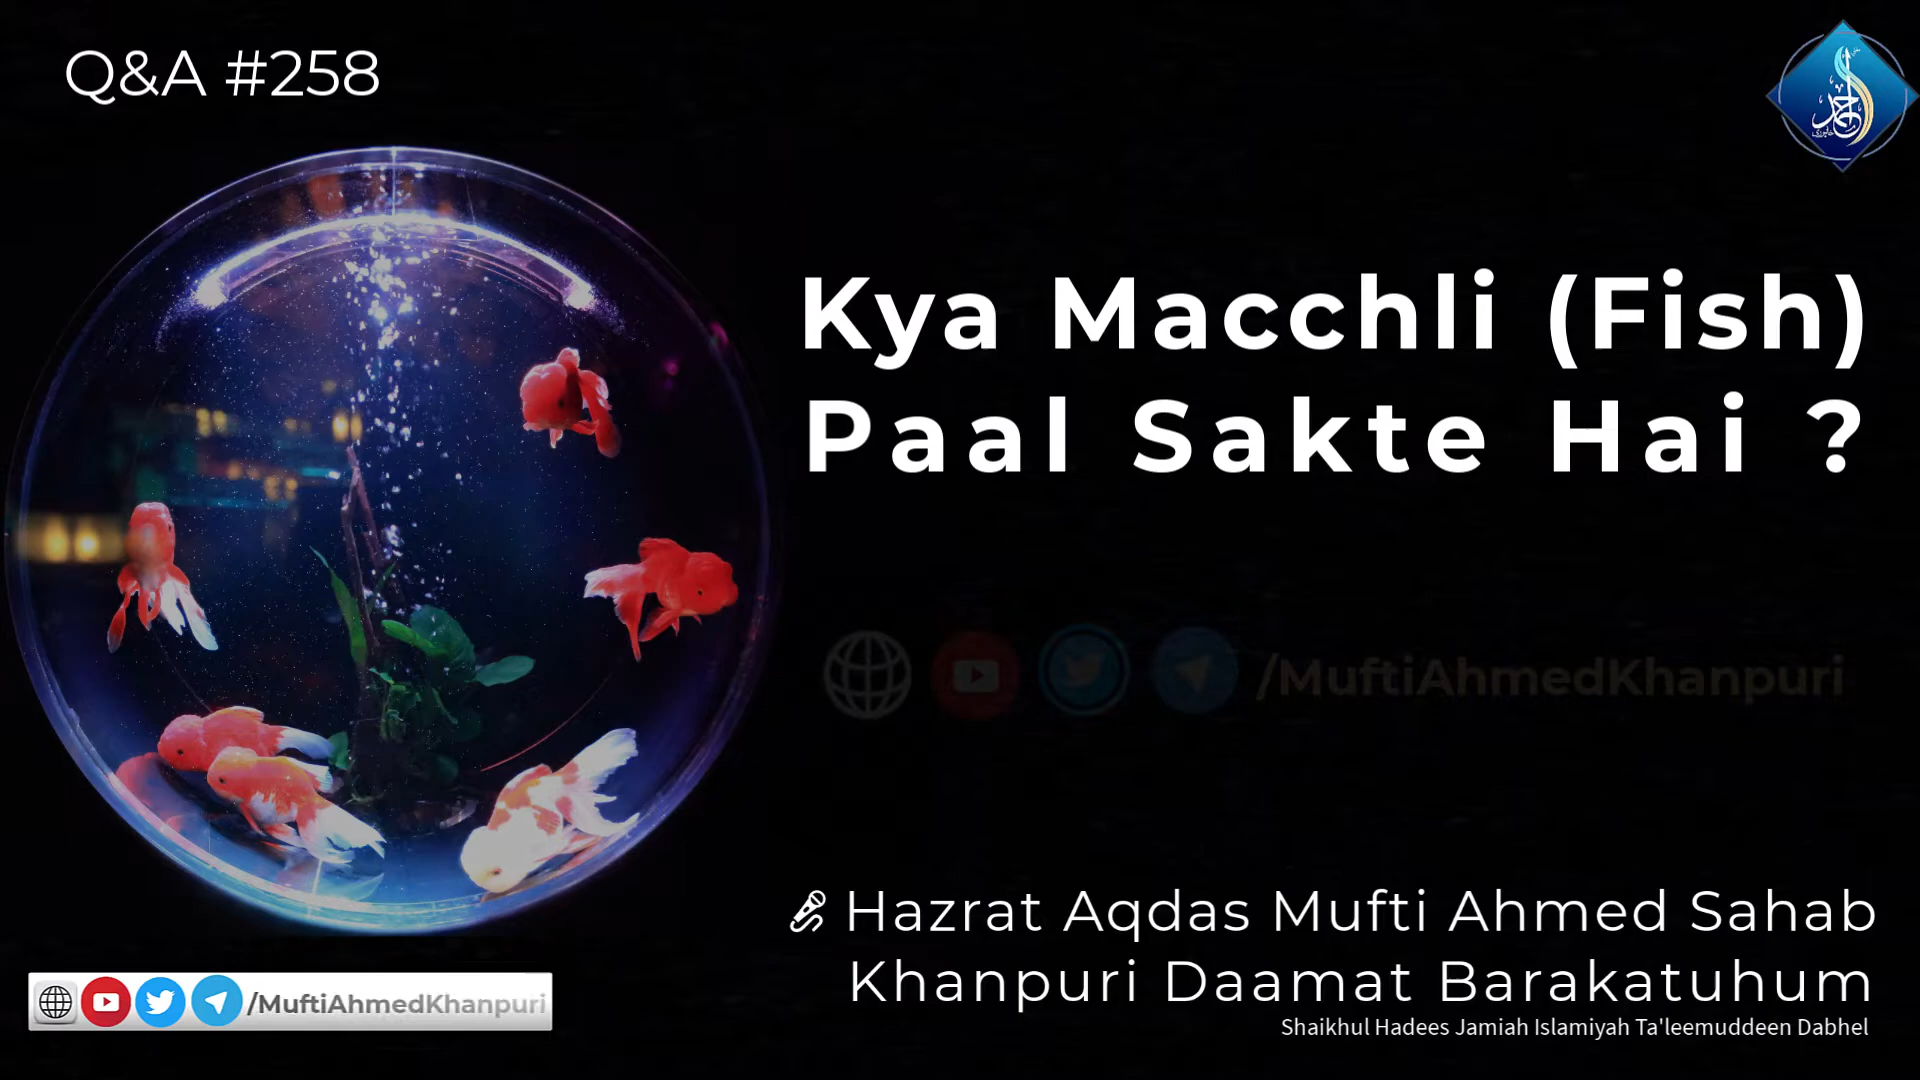 Q&A #258
Kya Macchli (Fish)
Paal Sakte Hai ?
/MuftiAhmedKhanpuri
Hazrat Aqdas Mufti Ahmed Sahab
Khanpuri Daamat Barakatuhum
Shaikhul Hadees Jamiah Islamiyah Ta'leemuddeen Dabhel
/MuftiAhmedKhanpuri